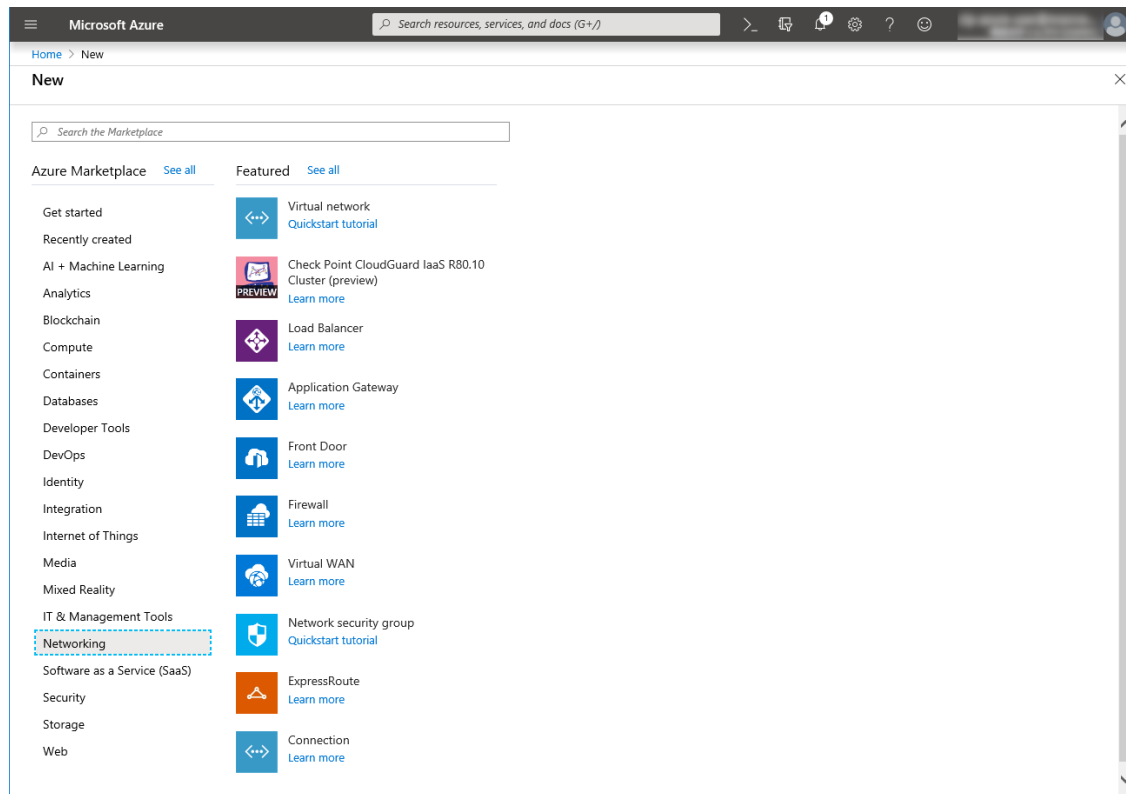 Microsoft Azure
Search resources, services, and docs (G+/)
1
Home > New
New
Search the Marketplace
Azure Marketplace See all
Get started
Recently created
AI + Machine Learning
Analytics
Blockchain
Compute
Containers
Databases
Developer Tools
DevOps
Identity
Integration
Internet of Things
Media
Mixed Reality
IT & Management Tools
Networking
Software as a Service (SaaS)
Security
Storage
Web
Featured See all
Virtual network
Quickstart tutorial
PREVIEW
Check Point CloudGuard IaaS R80.10
Cluster (preview)
Learn more
Load Balancer
Learn more
Application Gateway
Learn more
Front Door
Learn more
Firewall
Learn more
Virtual WAN
Learn more
Network security group
Quickstart tutorial
ExpressRoute
Learn more
Connection
Learn more